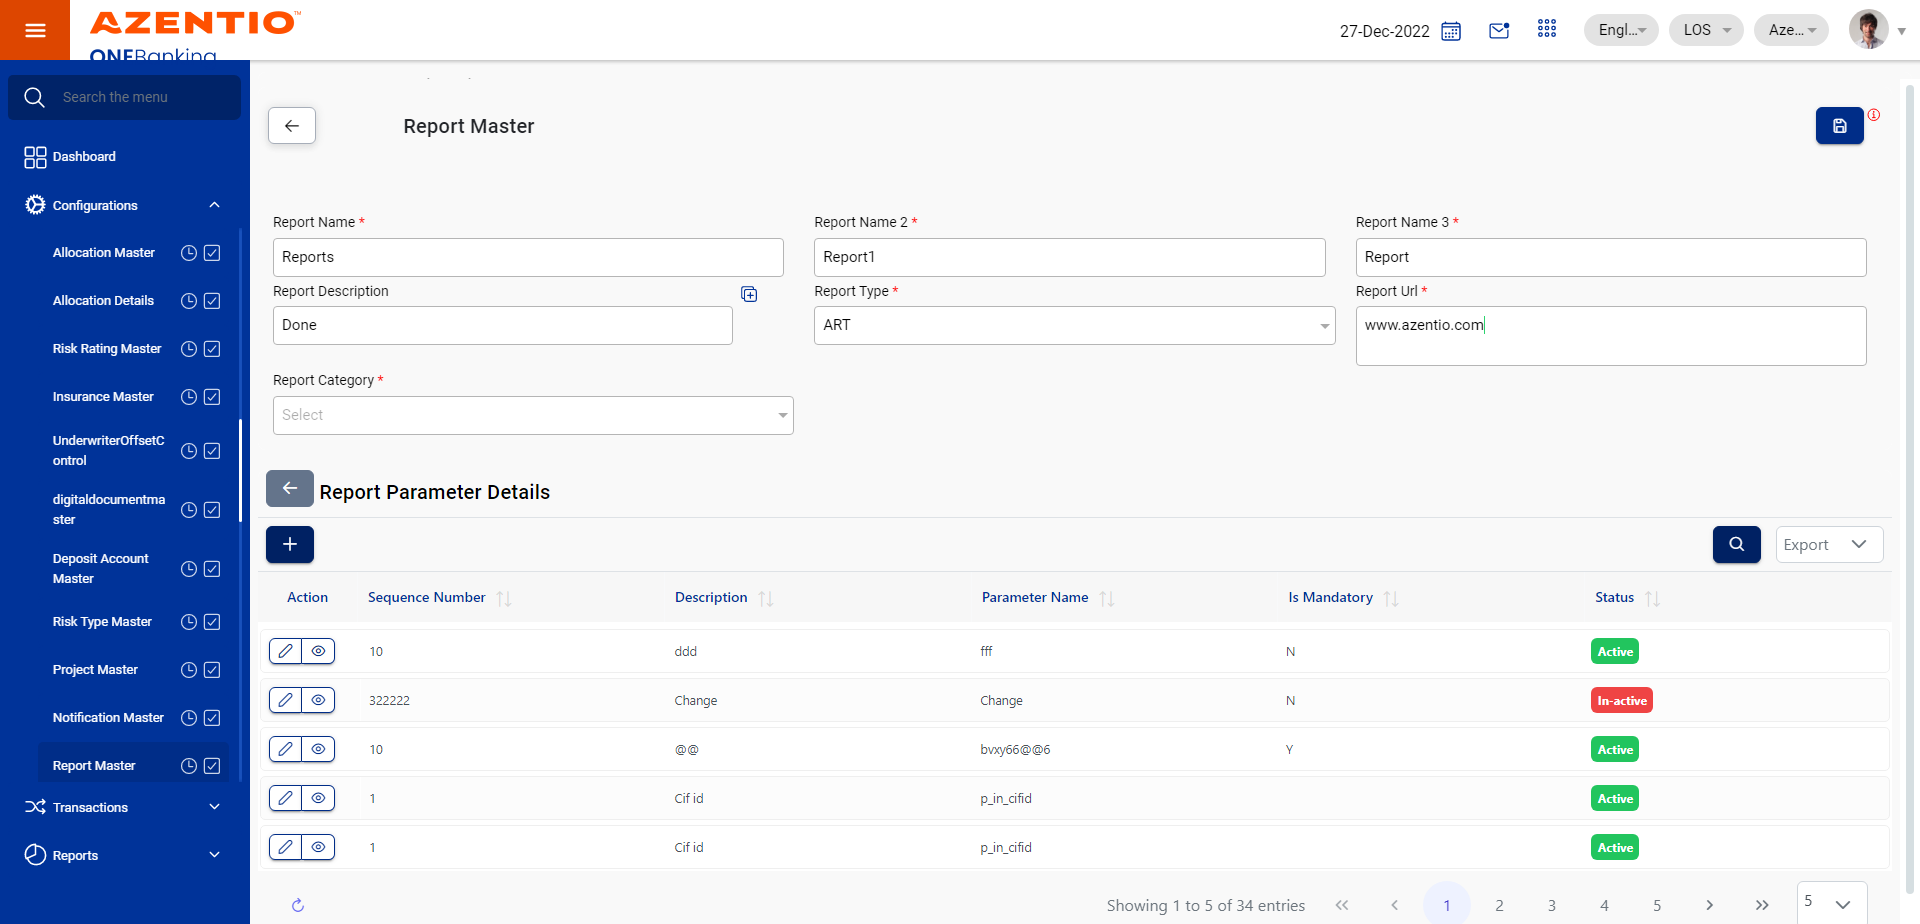 AZENTIO™
ONEBanking
27-Dec-2022
Engl...
LOS
Aze...
Search the menu
Dashboard
Configurations
Allocation Master
Allocation Details
Risk Rating Master
Insurance Master
UnderwriterOffsetC
ontrol
digitaldocumentma
ster
Deposit Account
Master
Risk Type Master
Project Master
Notification Master
Report Master
Transactions
Reports
Report Master
Report Name *
Report Name 2 *
Report Name 3 *
Reports
Report1
Report
Report Description
Report Type *
Report Url *
Done
ART
www.azentio.com
Report Category *
Select
Report Parameter Details
Export
Action Sequence Number Description Parameter Name Is Mandatory Status
10 ddd fff N Active
322222 Change Change N In-active
10 @@ bvxy66@@6 Y Active
1 Cif id p_in_cifid Active
1 Cif id p_in_cifid Active
Showing 1 to 5 of 34 entries << < 1 2 3 4 5 > >> 5